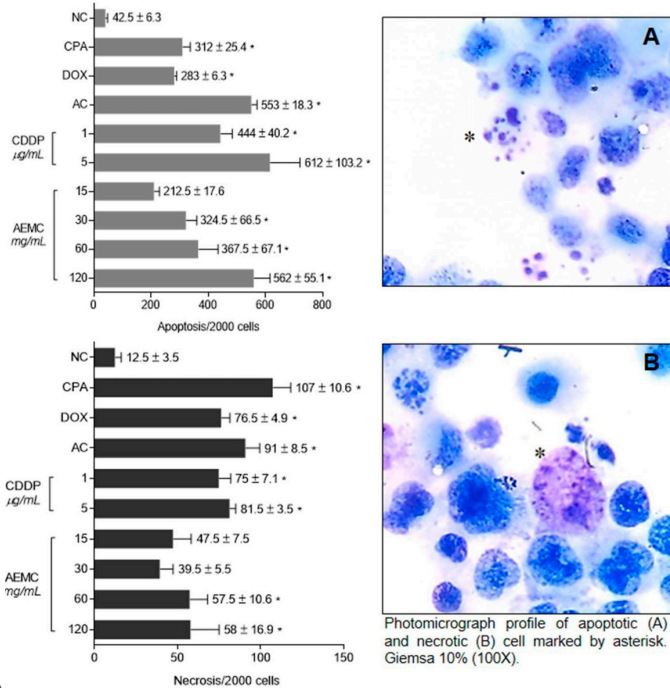 NC
42.5 ± 6.3
CPA
312 ± 25.4 *
DOX
283 ± 6.3 *
AC
553 ± 18.3 *
CDDP
µg/mL
1
444 ± 40.2 *
5
612 ± 103.2 *
AEMC
mg/mL
15
212.5 ± 17.6
30
324.5 ± 66.5 *
60
367.5 ± 67.1 *
120
562 ± 55.1 *
0 200 400 600 800
Apoptosis/2000 cells
A
*
NC
12.5 ± 3.5
CPA
107 ± 10.6 *
DOX
76.5 ± 4.9 *
AC
91 ± 8.5 *
CDDP
µg/mL
1
75 ± 7.1 *
5
81.5 ± 3.5 *
AEMC
mg/mL
15
47.5 ± 7.5
30
39.5 ± 5.5
60
57.5 ± 10.6 *
120
58 ± 16.9 *
0 50 100 150
Necrosis/2000 cells
B
*
Photomicrograph profile of apoptotic (A)
and necrotic (B) cell marked by asterisk.
Giemsa 10% (100X).